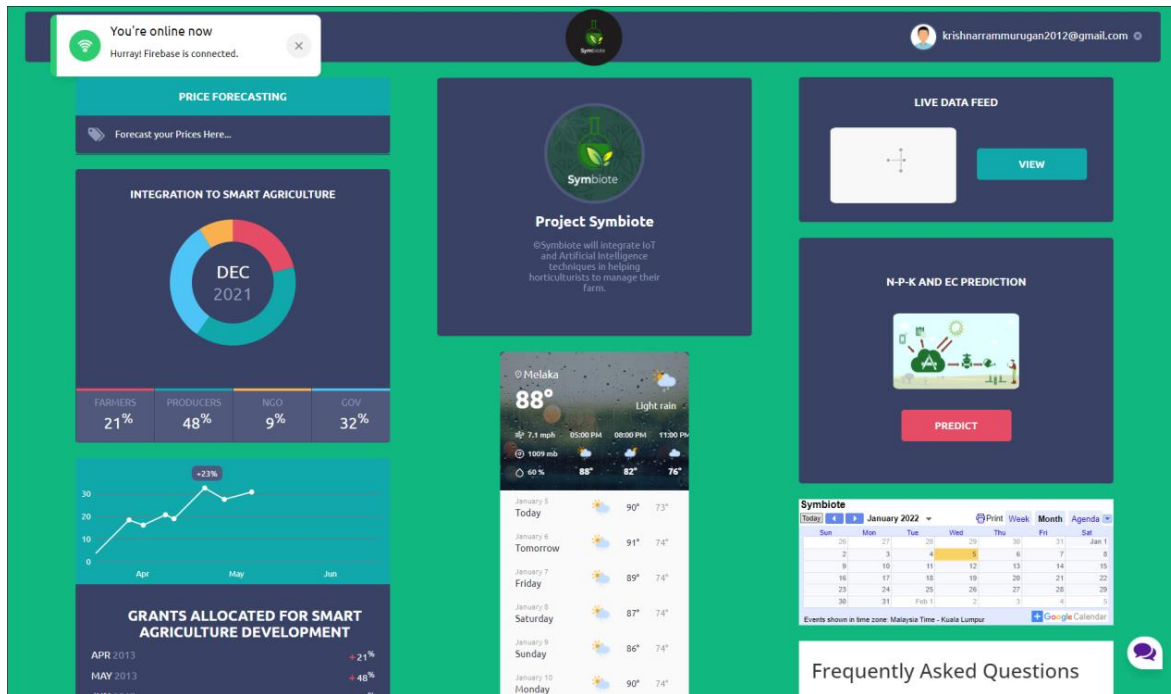 You're online now
Hurray! Firebase is connected.
Symbiote
krishnarrammurugan2012@gmail.com
PRICE FORECASTING
Forecast your Prices Here...
INTEGRATION TO SMART AGRICULTURE
DEC
2021
FARMERS PRODUCERS NGO GOV
21% 48% 9% 32%
+23%
30
20
10
0
Apr May Jun
GRANTS ALLOCATED FOR SMART
AGRICULTURE DEVELOPMENT
APR 2013 +21%
MAY 2013 +48%
Symbiote
Project Symbiote
©Symbiote will integrate IoT
and Artificial Intelligence
techniques in helping
horticulturists to manage their
farm.
Melaka
88°
Light rain
7.1 mph 05:00 PM 08:00 PM 11:00 PM
1009 mb
60 % 88° 82° 76°
January 5
Today 90° 73°
January 6
Tomorrow 91° 74°
January 7
Friday 89° 74°
January 8
Saturday 87° 74°
January 9
Sunday 86° 74°
January 10
Monday 90° 74°
LIVE DATA FEED
VIEW
N-P-K AND EC PREDICTION
PREDICT
Symbiote
Today January 2022 Print Week Month Agenda
Sun Mon Tue Wed Thu Fri Sat
26 27 28 29 30 31 Jan 1
2 3 4 5 6 7 8
9 10 11 12 13 14 15
16 17 18 19 20 21 22
23 24 25 26 27 28 29
30 31 Feb 1 2 3 4 5
Events shown in time zone: Malaysia Time - Kuala Lumpur
+ Google Calendar
Frequently Asked Questions